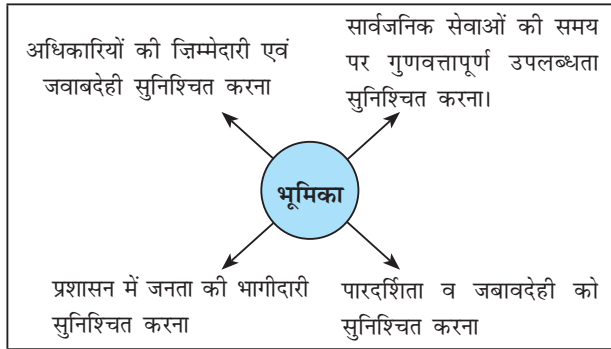 अधिकारियों की ज़िम्मेदारी एवं
जवाबदेही सुनिश्चित करना
सार्वजनिक सेवाओं की समय
पर गुणवत्तापूर्ण उपलब्धता
सुनिश्चित करना।
भूमिका
प्रशासन में जनता की भागीदारी
सुनिश्चित करना
पारदर्शिता व जबावदेही को
सुनिश्चित करना